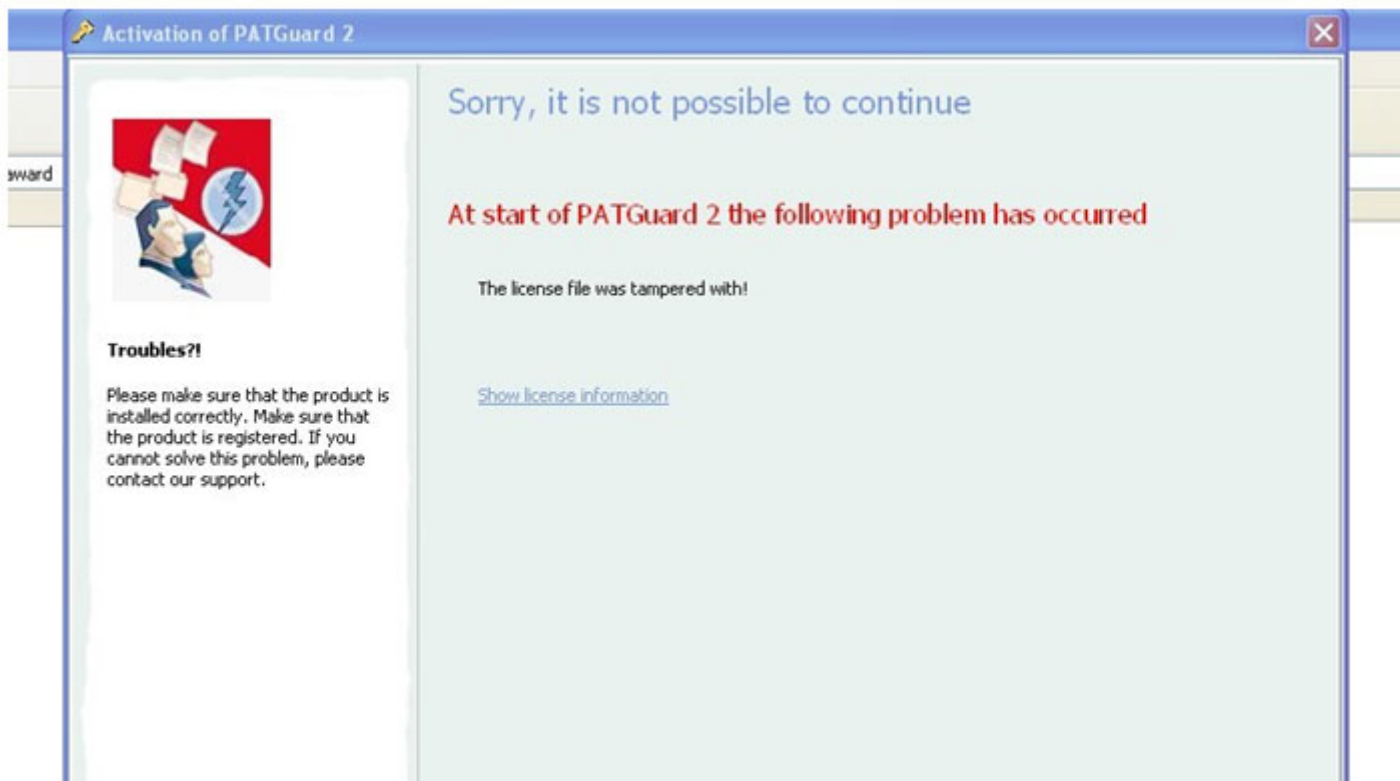 Activation of PATGuard 2
Sorry, it is not possible to continue
award
At start of PATGuard 2 the following problem has occurred
The license file was tampered with!
Troubles?!
Please make sure that the product is
installed correctly. Make sure that
the product is registered. If you
cannot solve this problem, please
contact our support.
Show license information